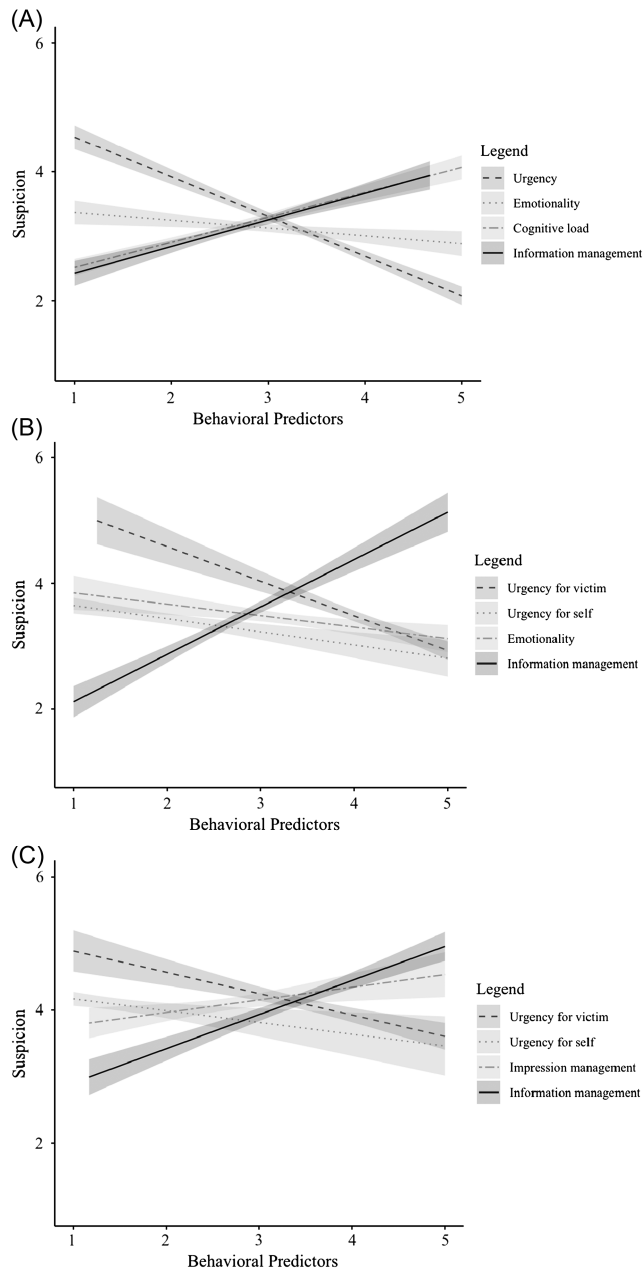 (A)
6
4
2
Suspicion
1 2 3 4 5
Behavioral Predictors
Legend
Urgency
Emotionality
Cognitive load
Information management
(B)
6
4
2
Suspicion
1 2 3 4 5
Behavioral Predictors
Legend
Urgency for victim
Urgency for self
Emotionality
Information management
(C)
6
4
2
Suspicion
1 2 3 4 5
Behavioral Predictors
Legend
Urgency for victim
Urgency for self
Impression management
Information management